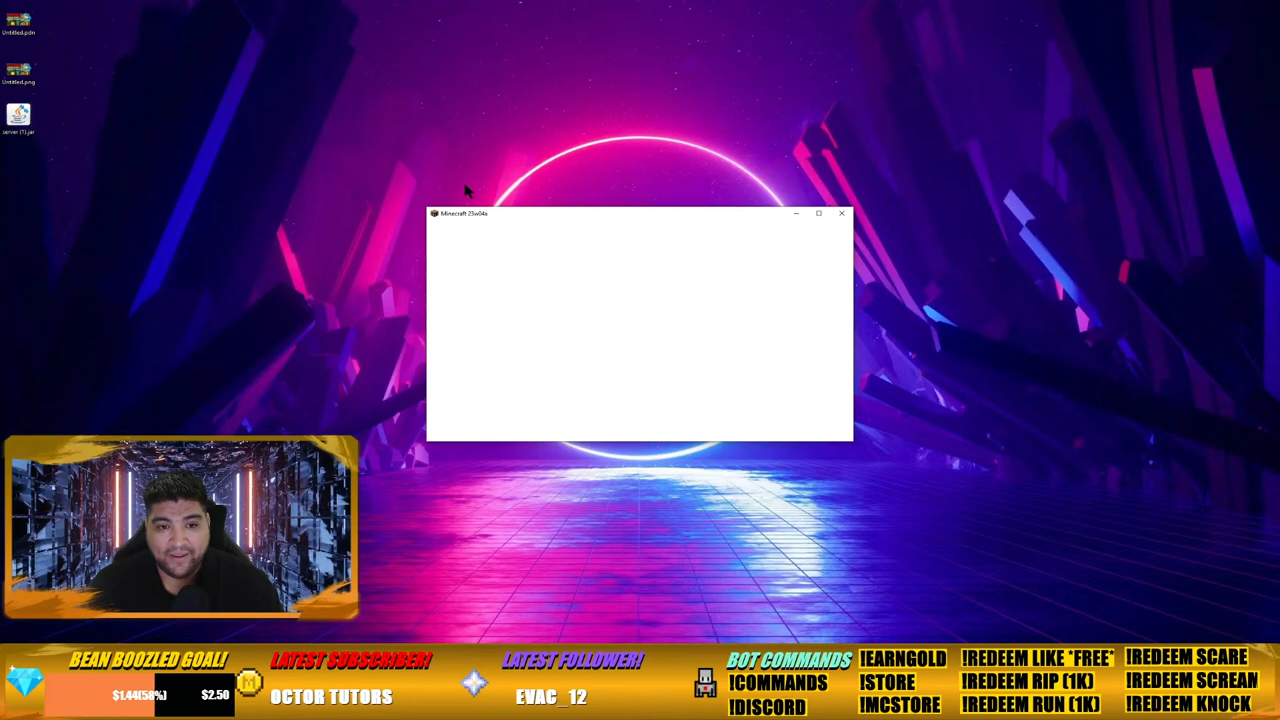 Untitled.pdn
Untitled.png
server (1).jar
Minecraft 23w04a
BEAN BOOZLED GOAL!
$1.44(58%)
$2.50
LATEST SUBSCRIBER!
OCTOR TUTORS
LATEST FOLLOWER!
EVAC_12
BOT COMMANDS
!COMMANDS
!DISCORD
!EARNGOLD
!STORE
!MCSTORE
!REDEEM LIKE *FREE*
!REDEEM RIP (1K)
!REDEEM RUN (1K)
!REDEEM SCARE
!REDEEM SCREAM
!REDEEM KNOCK